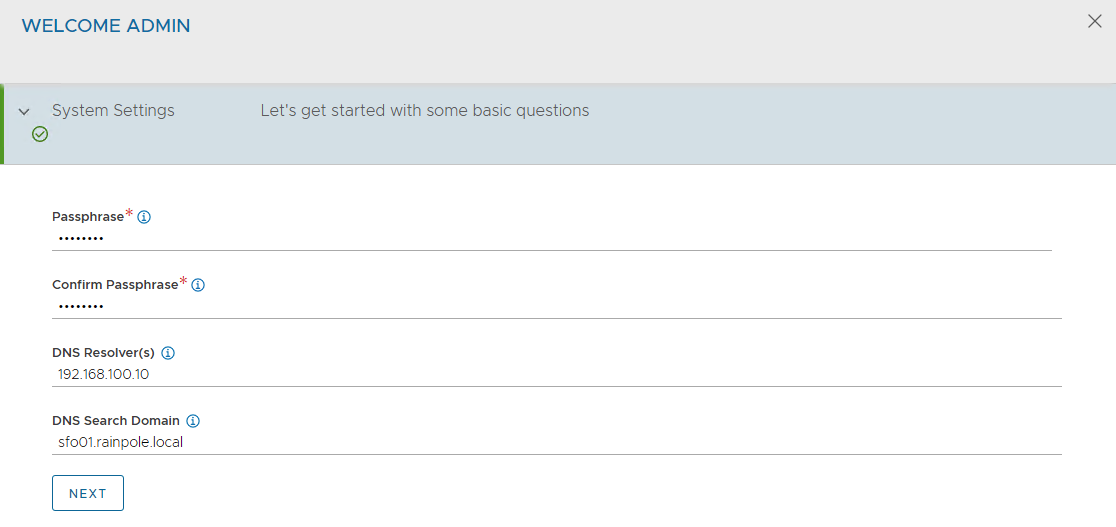 WELCOME ADMIN
System Settings Let's get started with some basic questions
Passphrase*
••••••••
Confirm Passphrase*
••••••••
DNS Resolver(s)
192.168.100.10
DNS Search Domain
sfo01.rainpole.local
NEXT